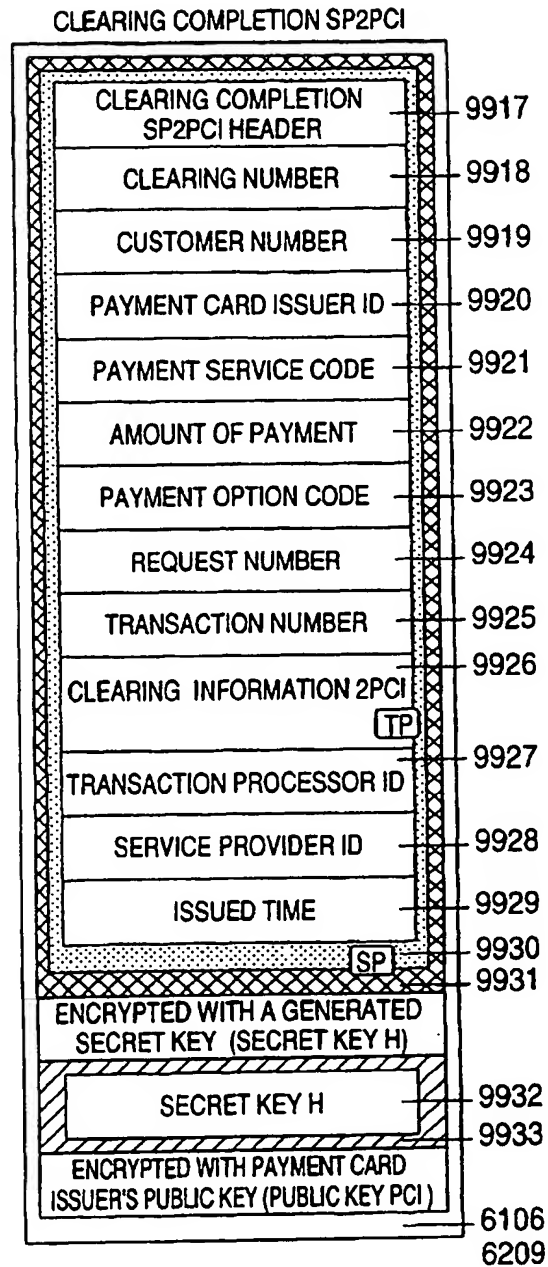 CLEARING COMPLETION SP2PCI
CLEARING COMPLETION
SP2PCI HEADER
9917
CLEARING NUMBER
9918
CUSTOMER NUMBER
9919
PAYMENT CARD ISSUER ID
9920
PAYMENT SERVICE CODE
9921
AMOUNT OF PAYMENT
9922
PAYMENT OPTION CODE
9923
REQUEST NUMBER
9924
TRANSACTION NUMBER
9925
9926
CLEARING INFORMATION 2PCI
TP
9927
TRANSACTION PROCESSOR ID
SERVICE PROVIDER ID
9928
ISSUED TIME
9929
9930
SP
9931
ENCRYPTED WITH A GENERATED
SECRET KEY (SECRET KEY H)
SECRET KEY H
9932
9933
ENCRYPTED WITH PAYMENT CARD
ISSUER'S PUBLIC KEY (PUBLIC KEY PCI )
6106
6209